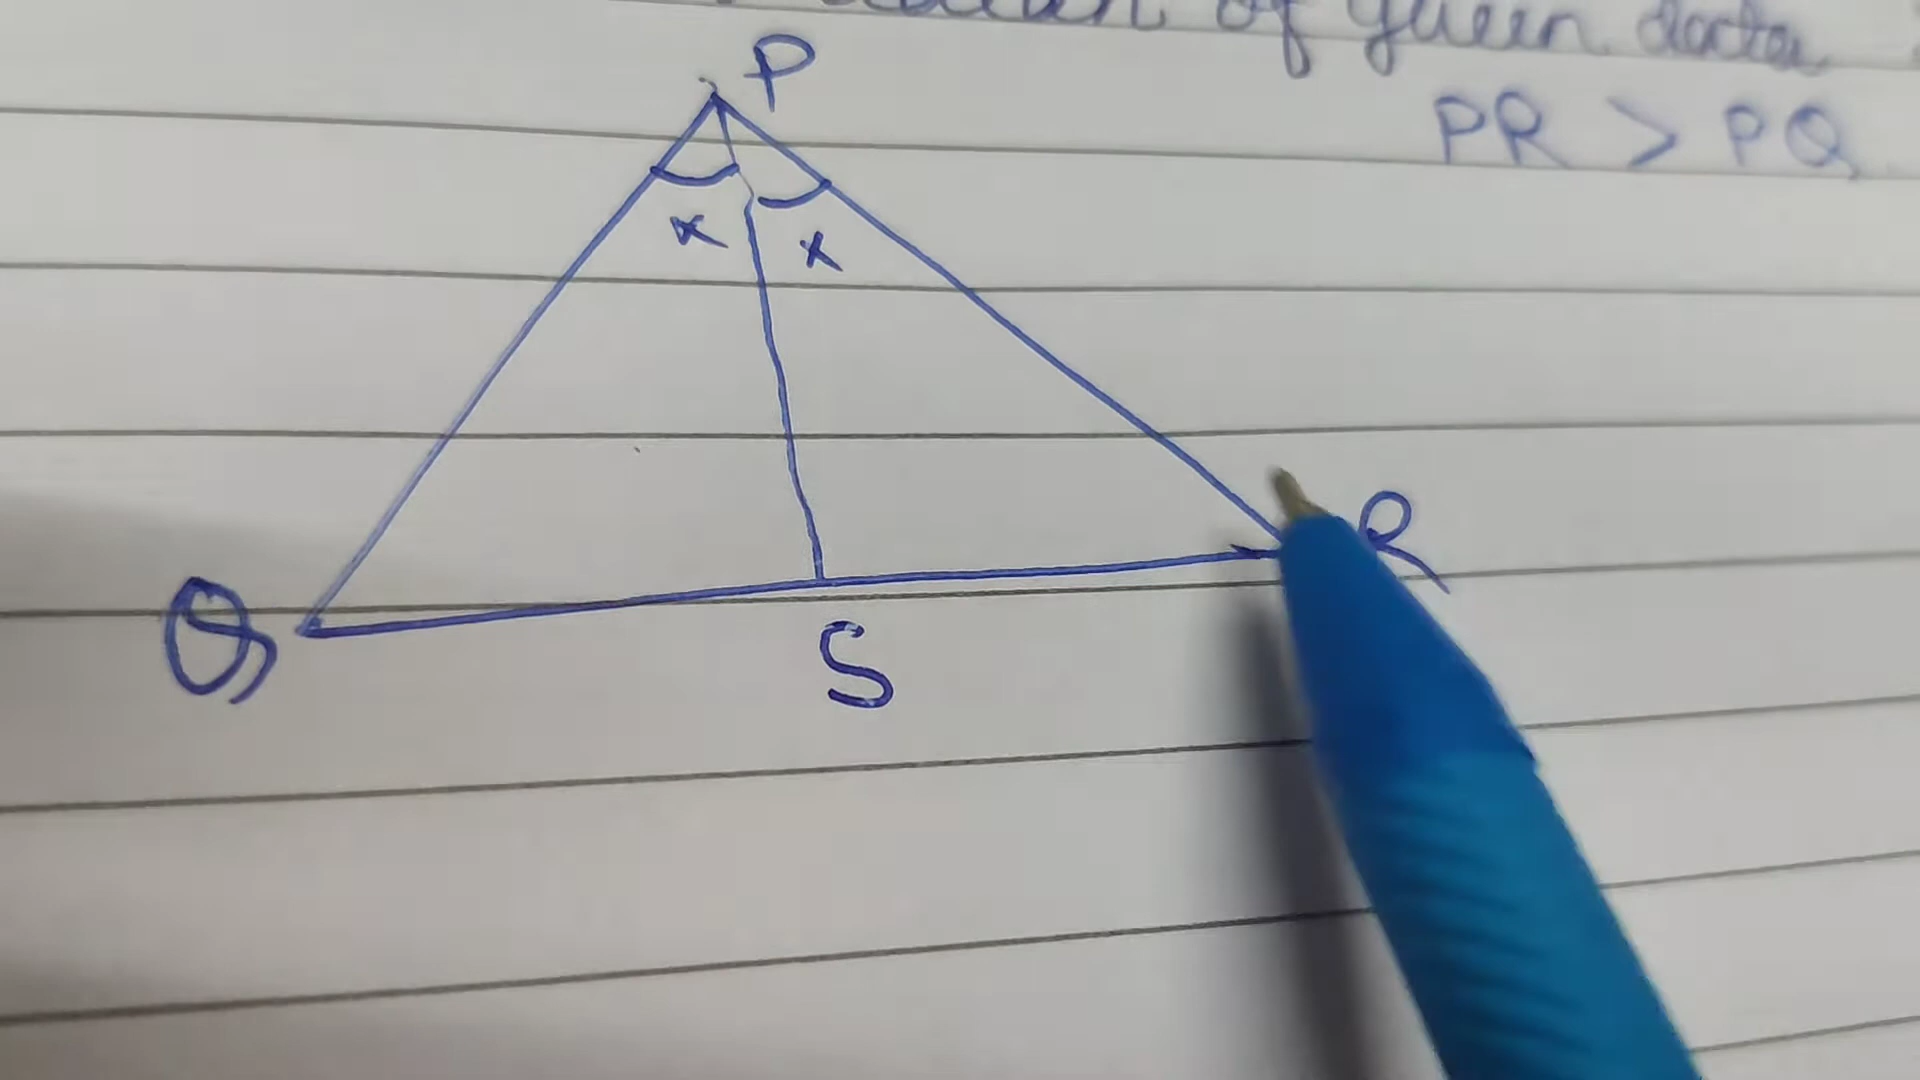 of given data
PR > PQ
P
x x
R
Q
S